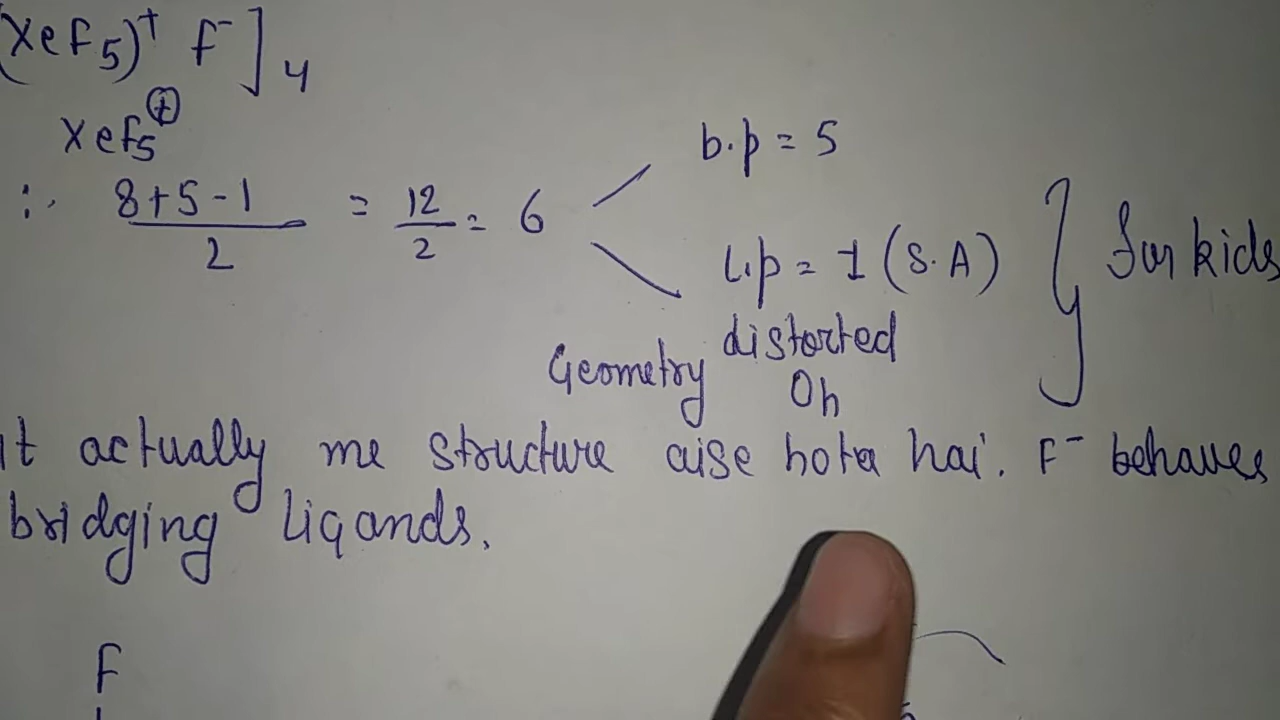 (Xef5)+ F-]4
Xef5⊕
∴ 8+5-1/2 = 12/2 = 6
b.p = 5
L.p = 1 (S.A)
for kids
Geometry distorted Oh
It actually me structure aise hota hai. F- behaves
bridging ligands.
F